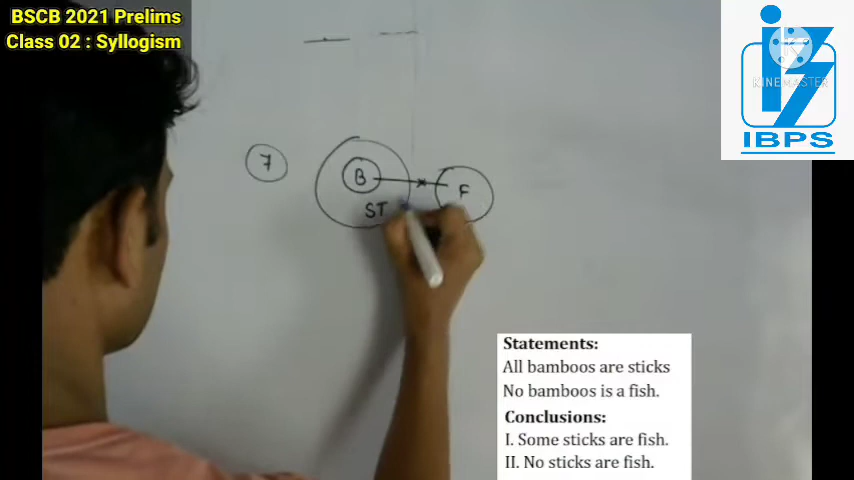 BSCB 2021 Prelims
Class 02 : Syllogism
KINEMASTER
IBPS
7
B
F
ST
Statements:
All bamboos are sticks
No bamboos is a fish.
Conclusions:
I. Some sticks are fish.
II. No sticks are fish.